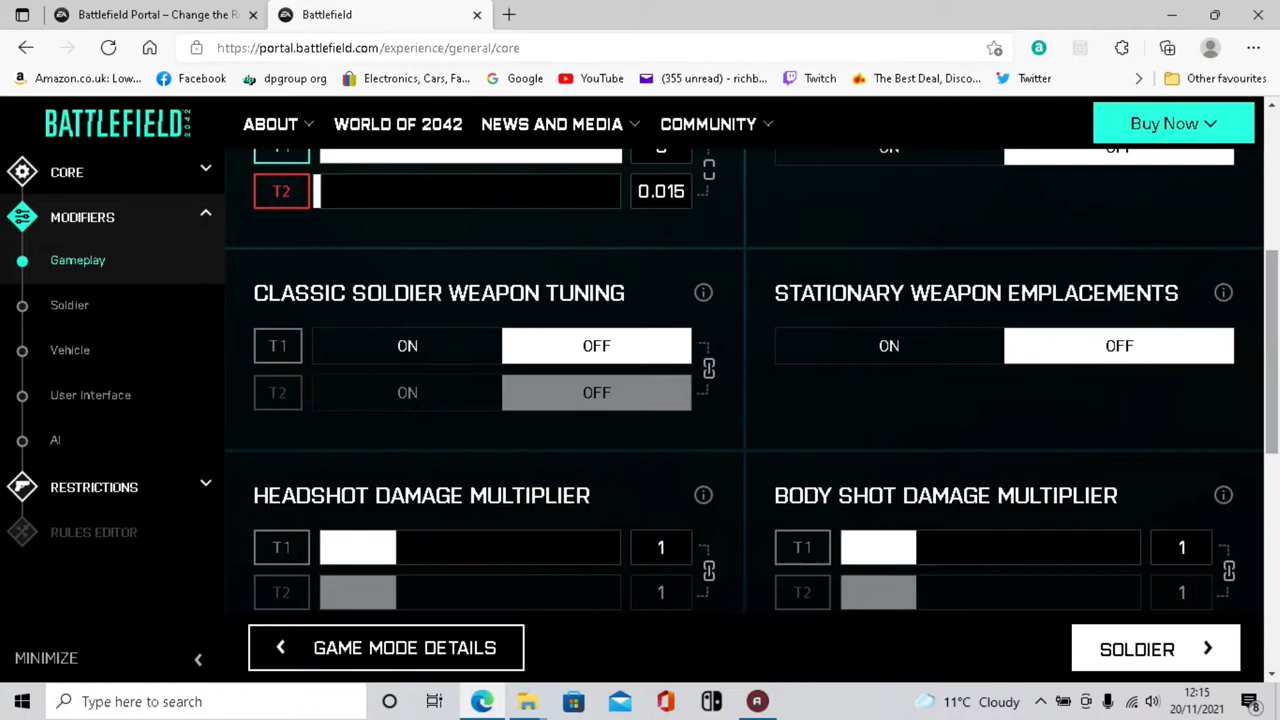 Battlefield Portal – Change the R
Battlefield
https://portal.battlefield.com/experience/general/core
Amazon.co.uk: Low...
Facebook
dpgroup org
Electronics, Cars, Fa...
Google
YouTube
(355 unread) - richb...
Twitch
The Best Deal, Disco...
Twitter
Other favourites
BATTLEFIELD 2042
ABOUT
WORLD OF 2042
NEWS AND MEDIA
COMMUNITY
Buy Now
CORE
MODIFIERS
Gameplay
Soldier
Vehicle
User Interface
AI
RESTRICTIONS
RULES EDITOR
MINIMIZE
T2
0.015
CLASSIC SOLDIER WEAPON TUNING
T1 ON OFF
T2 ON OFF
STATIONARY WEAPON EMPLACEMENTS
ON OFF
HEADSHOT DAMAGE MULTIPLIER
T1 1
T2 1
BODY SHOT DAMAGE MULTIPLIER
T1 1
T2 1
GAME MODE DETAILS
SOLDIER
Type here to search
11°C Cloudy
12:15
20/11/2021
8